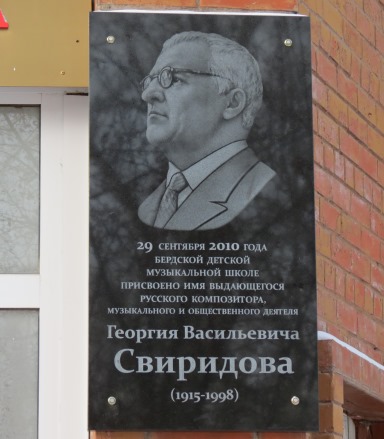 29 СЕНТЯБРЯ 2010 ГОДА
БЕРДСКОЙ ДЕТСКОЙ
МУЗЫКАЛЬНОЙ ШКОЛЕ
ПРИСВОЕНО ИМЯ ВЫДАЮЩЕГОСЯ
РУССКОГО КОМПОЗИТОРА,
МУЗЫКАЛЬНОГО И ОБЩЕСТВЕННОГО ДЕЯТЕЛЯ
Георгия Васильевича
Свиридова
(1915-1998)